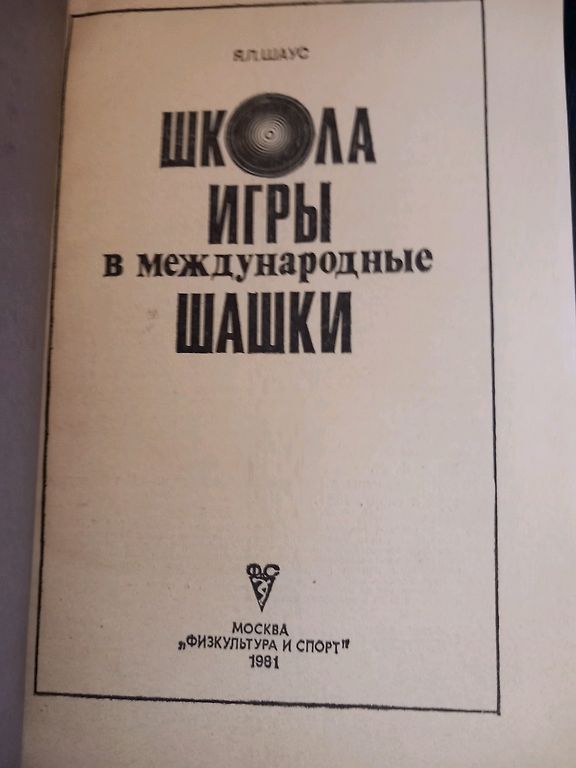 Я.П.ШАУС
ШКОЛА
ИГРЫ
в международные
ШАШКИ
ФС
МОСКВА
„ФИЗКУЛЬТУРА И СПОРТ"
1981